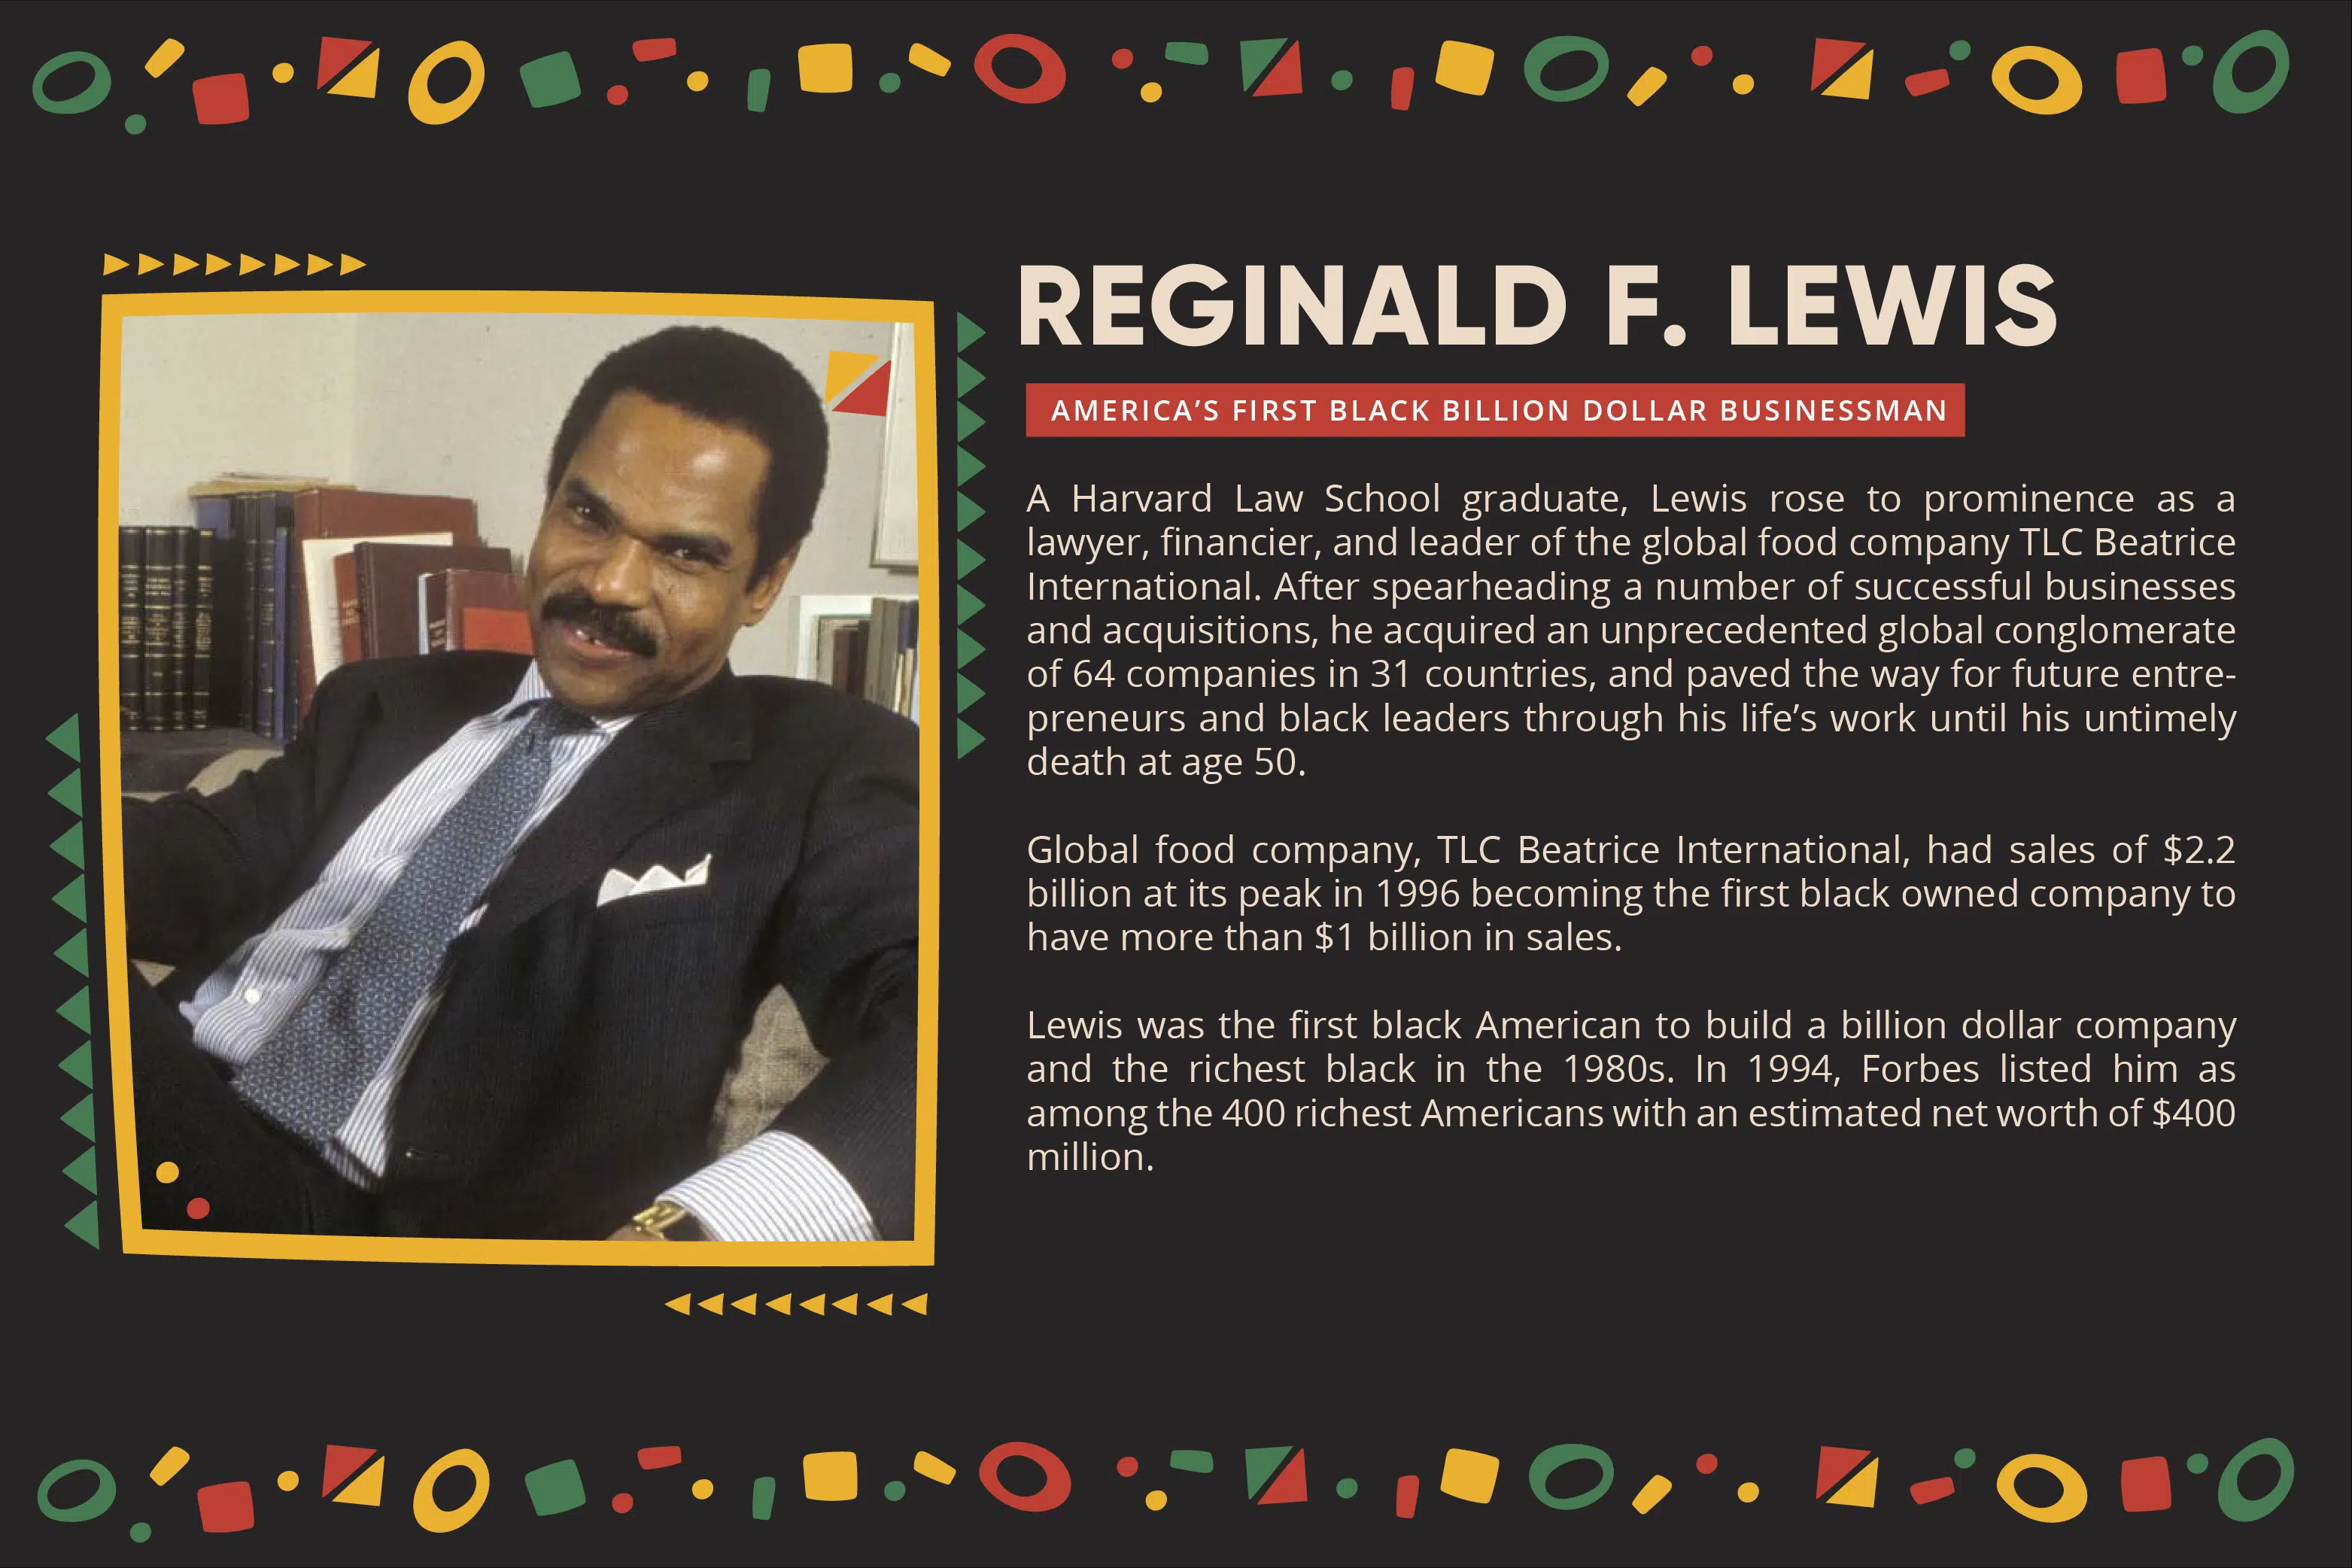 REGINALD F. LEWIS
AMERICA’S FIRST BLACK BILLION DOLLAR BUSINESSMAN
A Harvard Law School graduate, Lewis rose to prominence as a
lawyer, financier, and leader of the global food company TLC Beatrice
International. After spearheading a number of successful businesses
and acquisitions, he acquired an unprecedented global conglomerate
of 64 companies in 31 countries, and paved the way for future entre-
preneurs and black leaders through his life’s work until his untimely
death at age 50.
Global food company, TLC Beatrice International, had sales of $2.2
billion at its peak in 1996 becoming the first black owned company to
have more than $1 billion in sales.
Lewis was the first black American to build a billion dollar company
and the richest black in the 1980s. In 1994, Forbes listed him as
among the 400 richest Americans with an estimated net worth of $400
million.